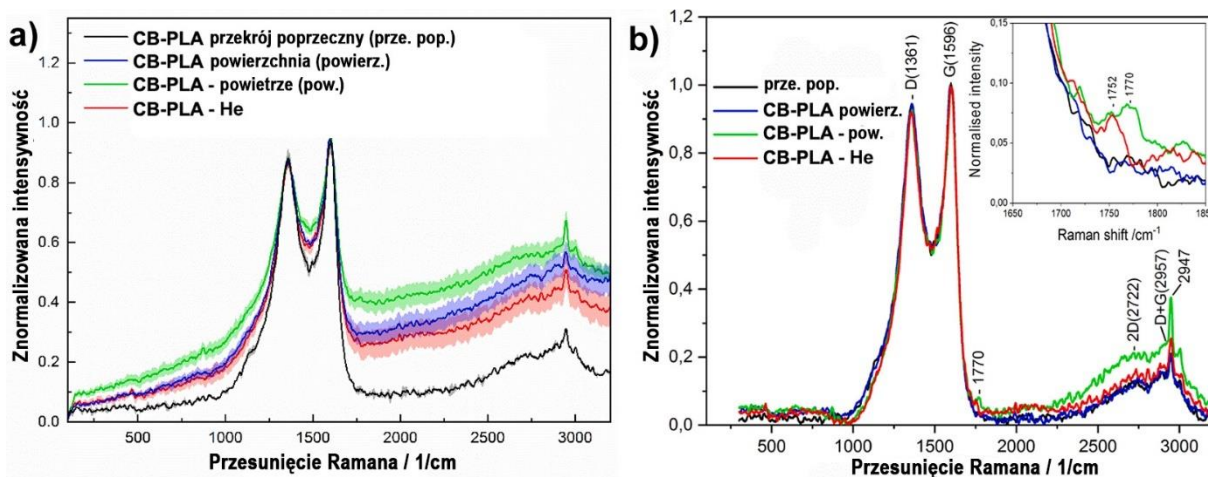 a)
CB-PLA przekrój poprzeczny (prze. pop.)
CB-PLA powierzchnia (powierz.)
CB-PLA - powietrze (pow.)
CB-PLA - He
Znormalizowana intensywność
1.2
1.0
0.8
0.6
0.4
0.2
0.0
500 1000 1500 2000 2500 3000
Przesunięcie Ramana / 1/cm
b)
prze. pop.
CB-PLA powierz.
CB-PLA - pow.
CB-PLA - He
Znormalizowana intensywność
1,2
1,0
0,8
0,6
0,4
0,2
0,0
500 1000 1500 2000 2500 3000
Przesunięcie Ramana / 1/cm
- D(1361)
G(1596)
- 1770
- 2D(2722)
D+G(2957)
2947
Normalised intensity
0,15
0,10
0,05
0,00
1650 1700 1750 1800 185
Raman shift /cm⁻¹
- 1752
- 1770